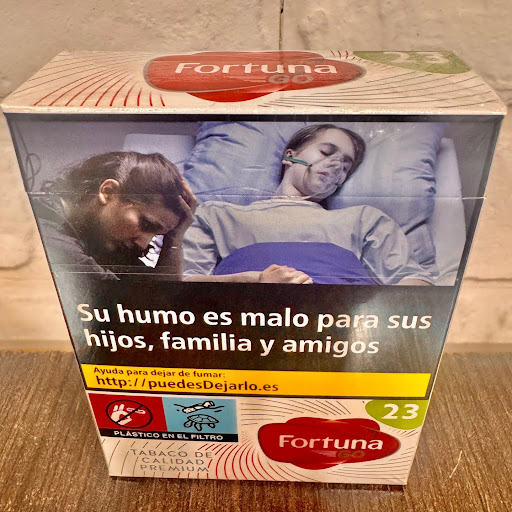 Fortuna
GO
23
Su humo es malo para sus
hijos, familia y amigos
Ayuda para dejar de fumar:
http://puedesDejarlo.es
23
PLÁSTICO EN EL FILTRO
Fortuna
GO
TABACO DE
CALIDAD
PREMIUM